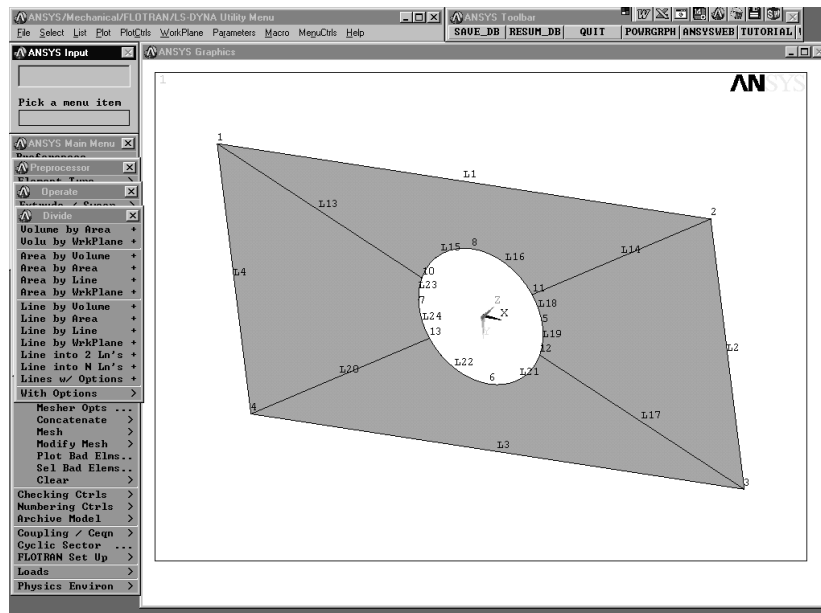 ANSYS/Mechanical/FLOTRAN/LS-DYNA Utility Menu
File Select List Plot PlotCtrls WorkPlane Parameters Macro MenuCtrls Help
ANSYS Toolbar
SAVE_DB RESUM_DB QUIT POWRGRPH ANSYSWEB TUTORIAL
ANSYS Input
Pick a menu item
ANSYS Main Menu
Preferences
Preprocessor
Element Type >
Operate
Extrude / Sweep
Divide
Volume by Area +
Volu by WrkPlane +
Area by Volume +
Area by Area +
Area by Line +
Area by WrkPlane +
Line by Volume +
Line by Area +
Line by Line +
Line by WrkPlane +
Line into 2 Ln's +
Line into N Ln's +
Lines w/ Options +
With Options >
Mesher Opts ...
Concatenate >
Mesh >
Modify Mesh >
Plot Bad Elms..
Sel Bad Elems..
Clear >
Checking Ctrls >
Numbering Ctrls >
Archive Model >
Coupling / Ceqn >
Cyclic Sector ...
FLOTRAN Set Up >
Loads >
Physics Environ >
ANSYS Graphics
1
ANSYS
1
L1
L13
2
L15
8
L16
L14
L4
10
L23
11
7
L18
Z
X
5
L24
L19
13
12
L2
L20
L22
6
L21
4
L17
L3
3